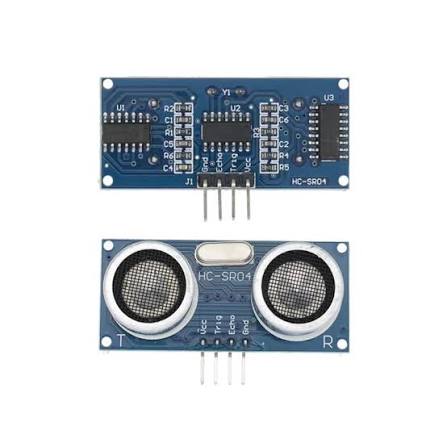 U1
R2
C1
R1
C5
R6
C4
Y1
U2
R3
C3
C6
C2
R4
R5
U3
J1
Gnd
Echo
Trig
Vcc
HC-SR04
HC-SR04
Vcc
Trig
Echo
Gnd
T
R